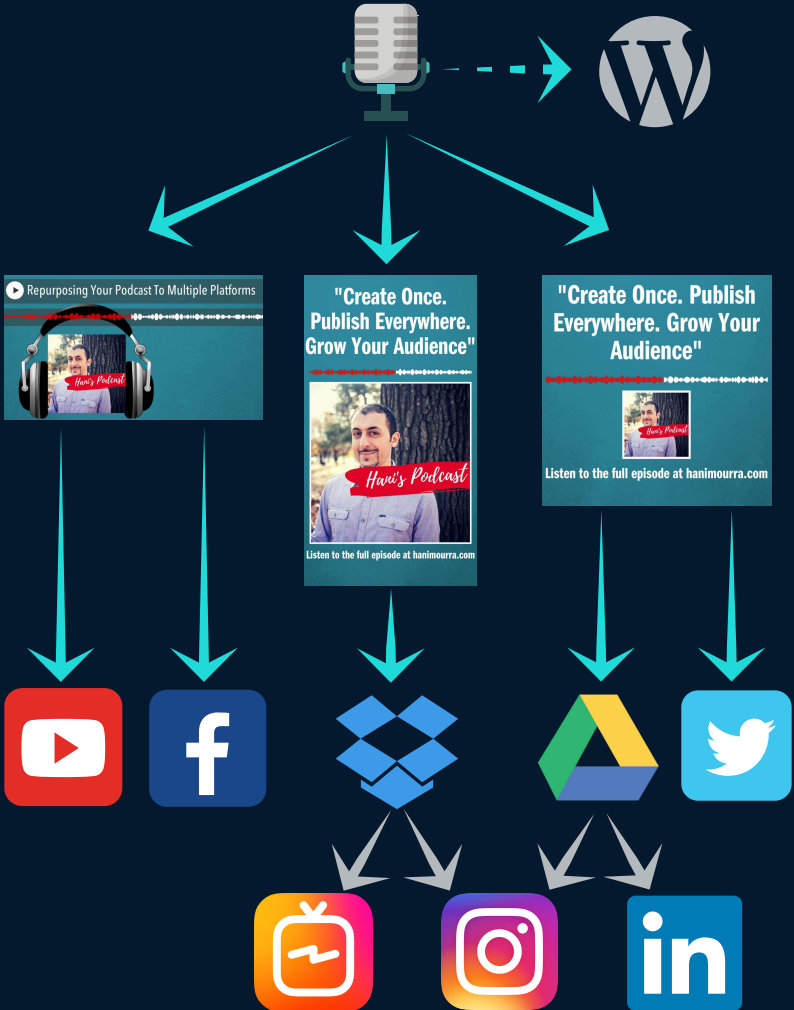 Repurposing Your Podcast To Multiple Platforms
Hani's Podcast
"Create Once.
Publish Everywhere.
Grow Your Audience"
Hani's Podcast
Listen to the full episode at hanimourra.com
"Create Once. Publish
Everywhere. Grow Your
Audience"
Hani's Podcast
Listen to the full episode at hanimourra.com
in